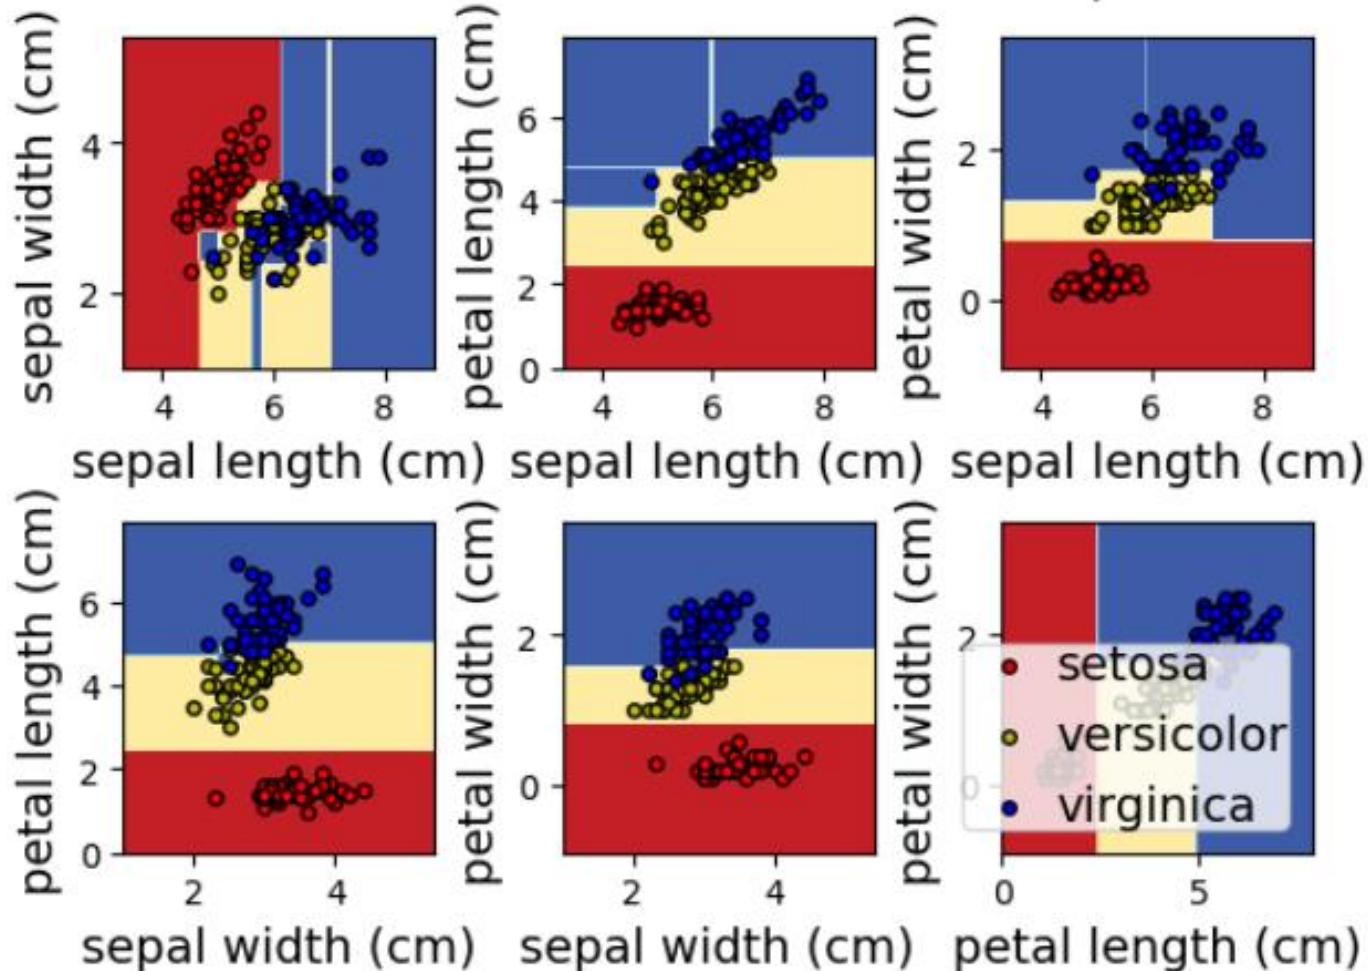 sepal width (cm)
4
2
4 6 8
sepal length (cm)
petal length (cm)
6
4
2
0
4 6 8
sepal length (cm)
petal width (cm)
2
0
4 6 8
sepal length (cm)
petal length (cm)
6
4
2
0
2 4
sepal width (cm)
petal width (cm)
2
0
2 4
sepal width (cm)
petal width (cm)
2
0
setosa
versicolor
virginica
0 5
petal length (cm)